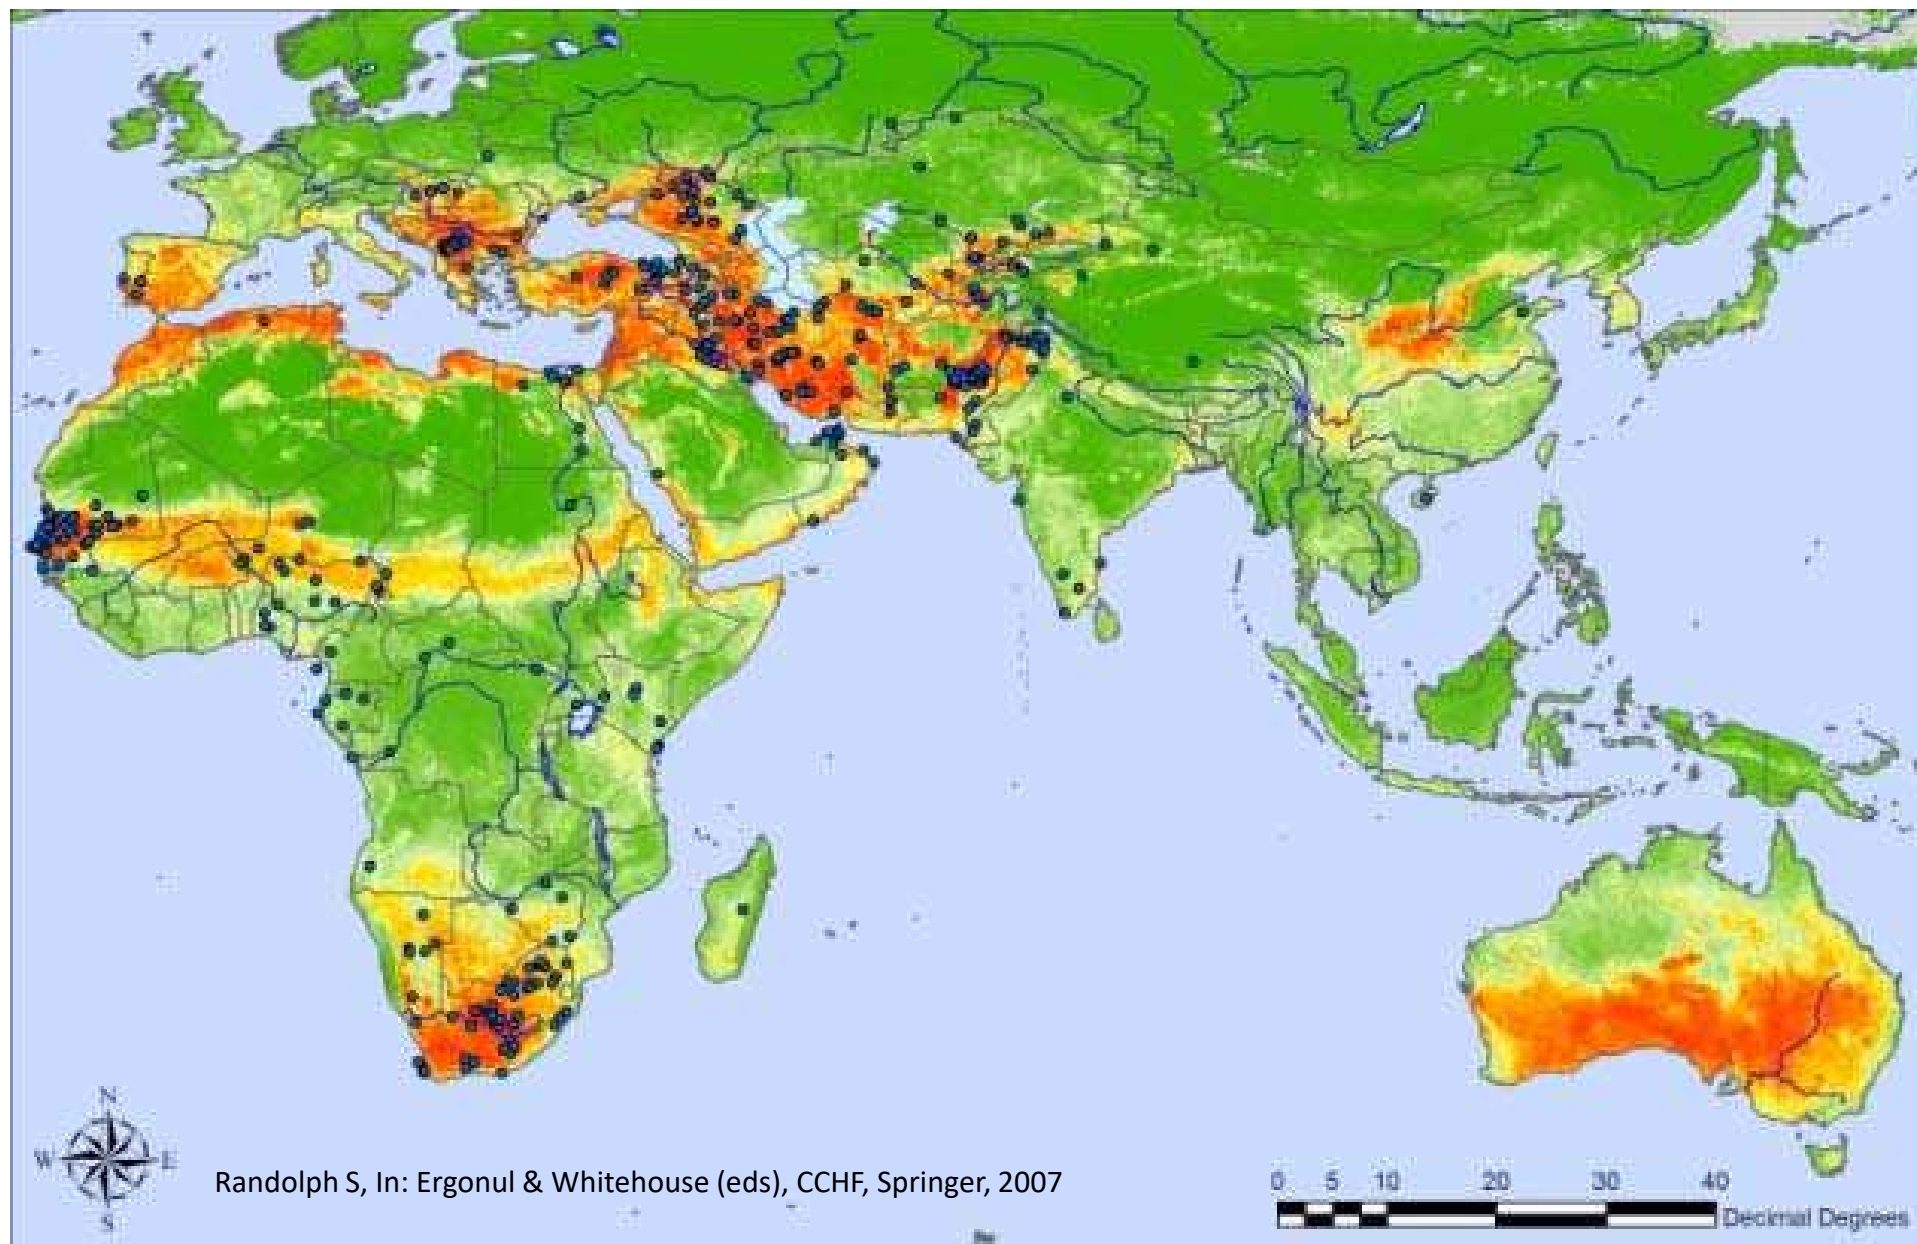 N
W E
S
Randolph S, In: Ergonul & Whitehouse (eds), CCHF, Springer, 2007
0 5 10 20 30 40
Decimal Degrees